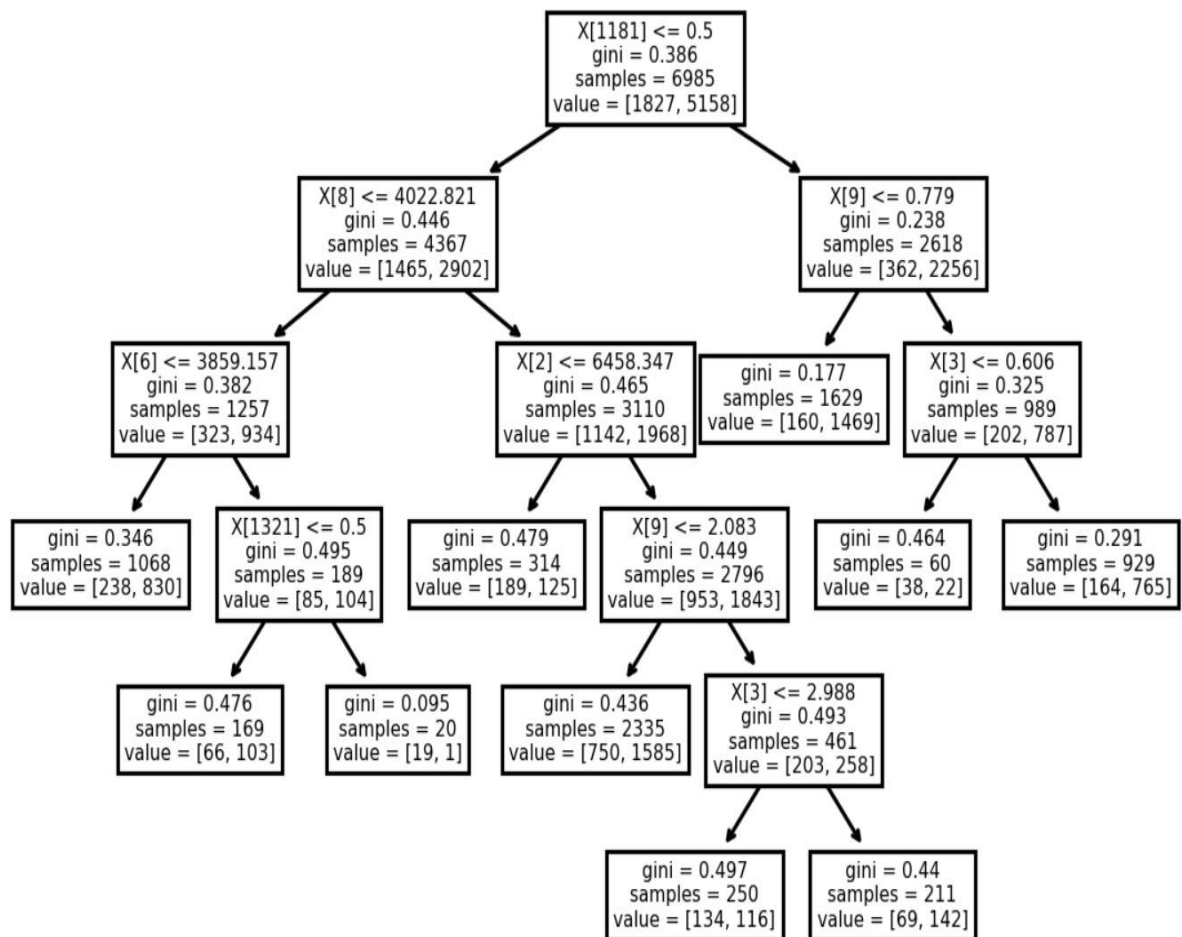 X[1181] <= 0.5
gini = 0.386
samples = 6985
value = [1827, 5158]
X[8] <= 4022.821
gini = 0.446
samples = 4367
value = [1465, 2902]
X[9] <= 0.779
gini = 0.238
samples = 2618
value = [362, 2256]
X[6] <= 3859.157
gini = 0.382
samples = 1257
value = [323, 934]
X[2] <= 6458.347
gini = 0.465
samples = 3110
value = [1142, 1968]
gini = 0.177
samples = 1629
value = [160, 1469]
X[3] <= 0.606
gini = 0.325
samples = 989
value = [202, 787]
gini = 0.346
samples = 1068
value = [238, 830]
X[1321] <= 0.5
gini = 0.495
samples = 189
value = [85, 104]
gini = 0.479
samples = 314
value = [189, 125]
X[9] <= 2.083
gini = 0.449
samples = 2796
value = [953, 1843]
gini = 0.464
samples = 60
value = [38, 22]
gini = 0.291
samples = 929
value = [164, 765]
gini = 0.476
samples = 169
value = [66, 103]
gini = 0.095
samples = 20
value = [19, 1]
gini = 0.436
samples = 2335
value = [750, 1585]
X[3] <= 2.988
gini = 0.493
samples = 461
value = [203, 258]
gini = 0.497
samples = 250
value = [134, 116]
gini = 0.44
samples = 211
value = [69, 142]